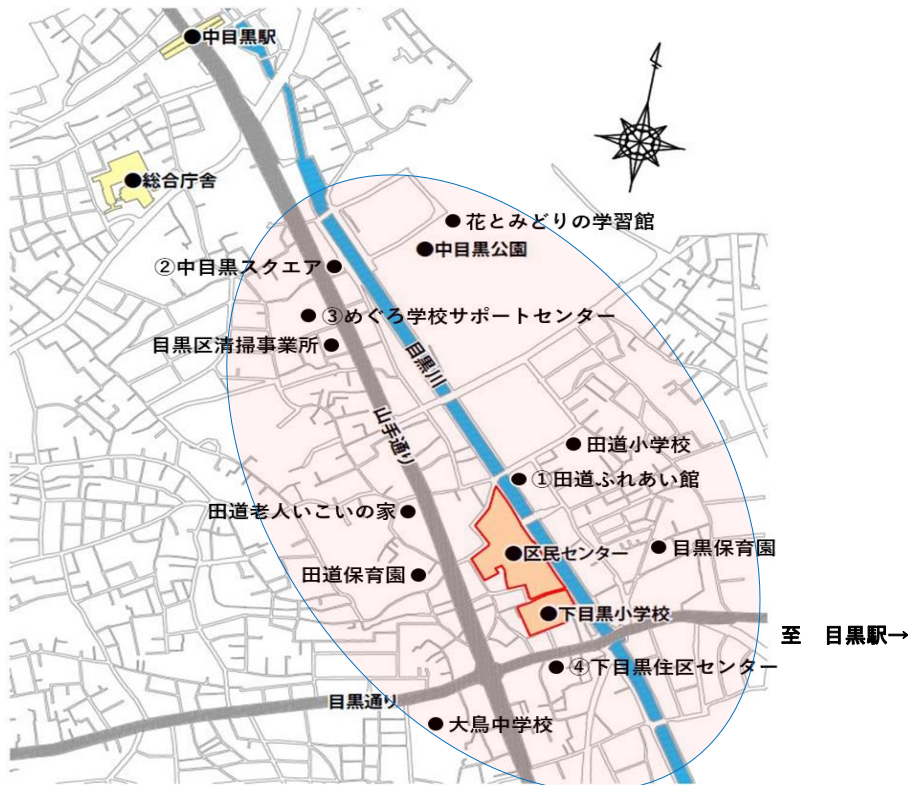 中目黒駅
総合庁舎
花とみどりの学習館
中目黒公園
②中目黒スクエア
③めぐろ学校サポートセンター
目黒区清掃事業所
目黒川
山手通り
田道小学校
①田道ふれあい館
田道老人いこいの家
区民センター
目黒保育園
田道保育園
下目黒小学校
至 目黒駅→
④下目黒住区センター
目黒通り
大鳥中学校